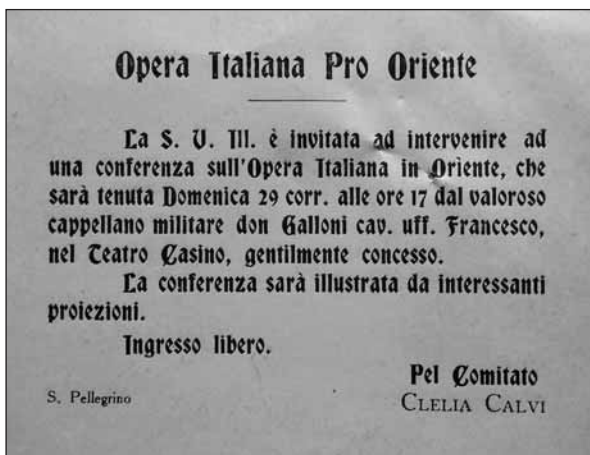 Opera Italiana Pro Oriente
La S. V. Ill. è invitata ad intervenire ad
una conferenza sull'Opera Italiana in Oriente, che
sarà tenuta Domenica 29 corr. alle ore 17 dal valoroso
cappellano militare don Galloni cav. uff. Francesco,
nel Teatro Casino, gentilmente concesso.
La conferenza sarà illustrata da interessanti
proiezioni.
Ingresso libero.
Pel Comitato
S. Pellegrino
CLELIA CALVI